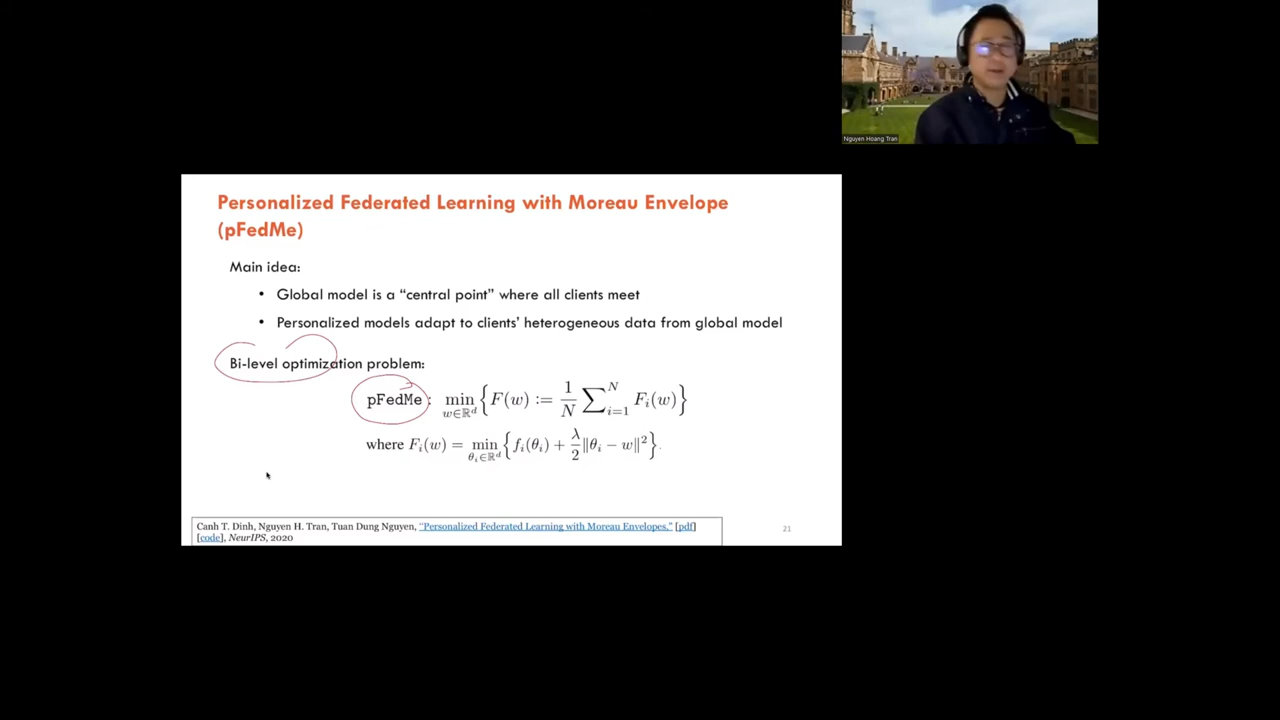 Nguyen Hoang Tran
Personalized Federated Learning with Moreau Envelope
(pFedMe)
Main idea:
• Global model is a “central point” where all clients meet
• Personalized models adapt to clients’ heterogeneous data from global model
Bi-level optimization problem:
pFedMe: min_{w∈ℝ^d} {F(w) := 1/N ∑_{i=1}^{N} F_i(w)}
where F_i(w) = min_{θ_i∈ℝ^d} {f_i(θ_i) + λ/2 ‖θ_i − w‖²}.
Canh T. Dinh, Nguyen H. Tran, Tuan Dung Nguyen, "Personalized Federated Learning with Moreau Envelopes," [pdf]
[code], NeurIPS, 2020
21